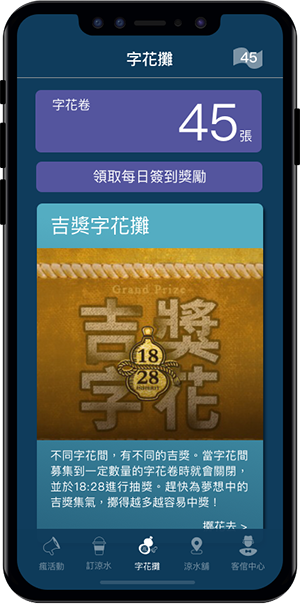 字花攤
45
字花卷
45張
領取每日簽到獎勵
吉獎字花攤
Grand Prize
吉獎
18
28
字花
不同字花間，有不同的吉獎。當字花間
募集到一定數量的字花卷時就會關閉，
並於18:28進行抽獎。趕快為夢想中的
吉獎集氣，擲得越多越容易中獎！
擲花去 >
瘋活動
訂涼水
字花攤
涼水舖
客倌中心